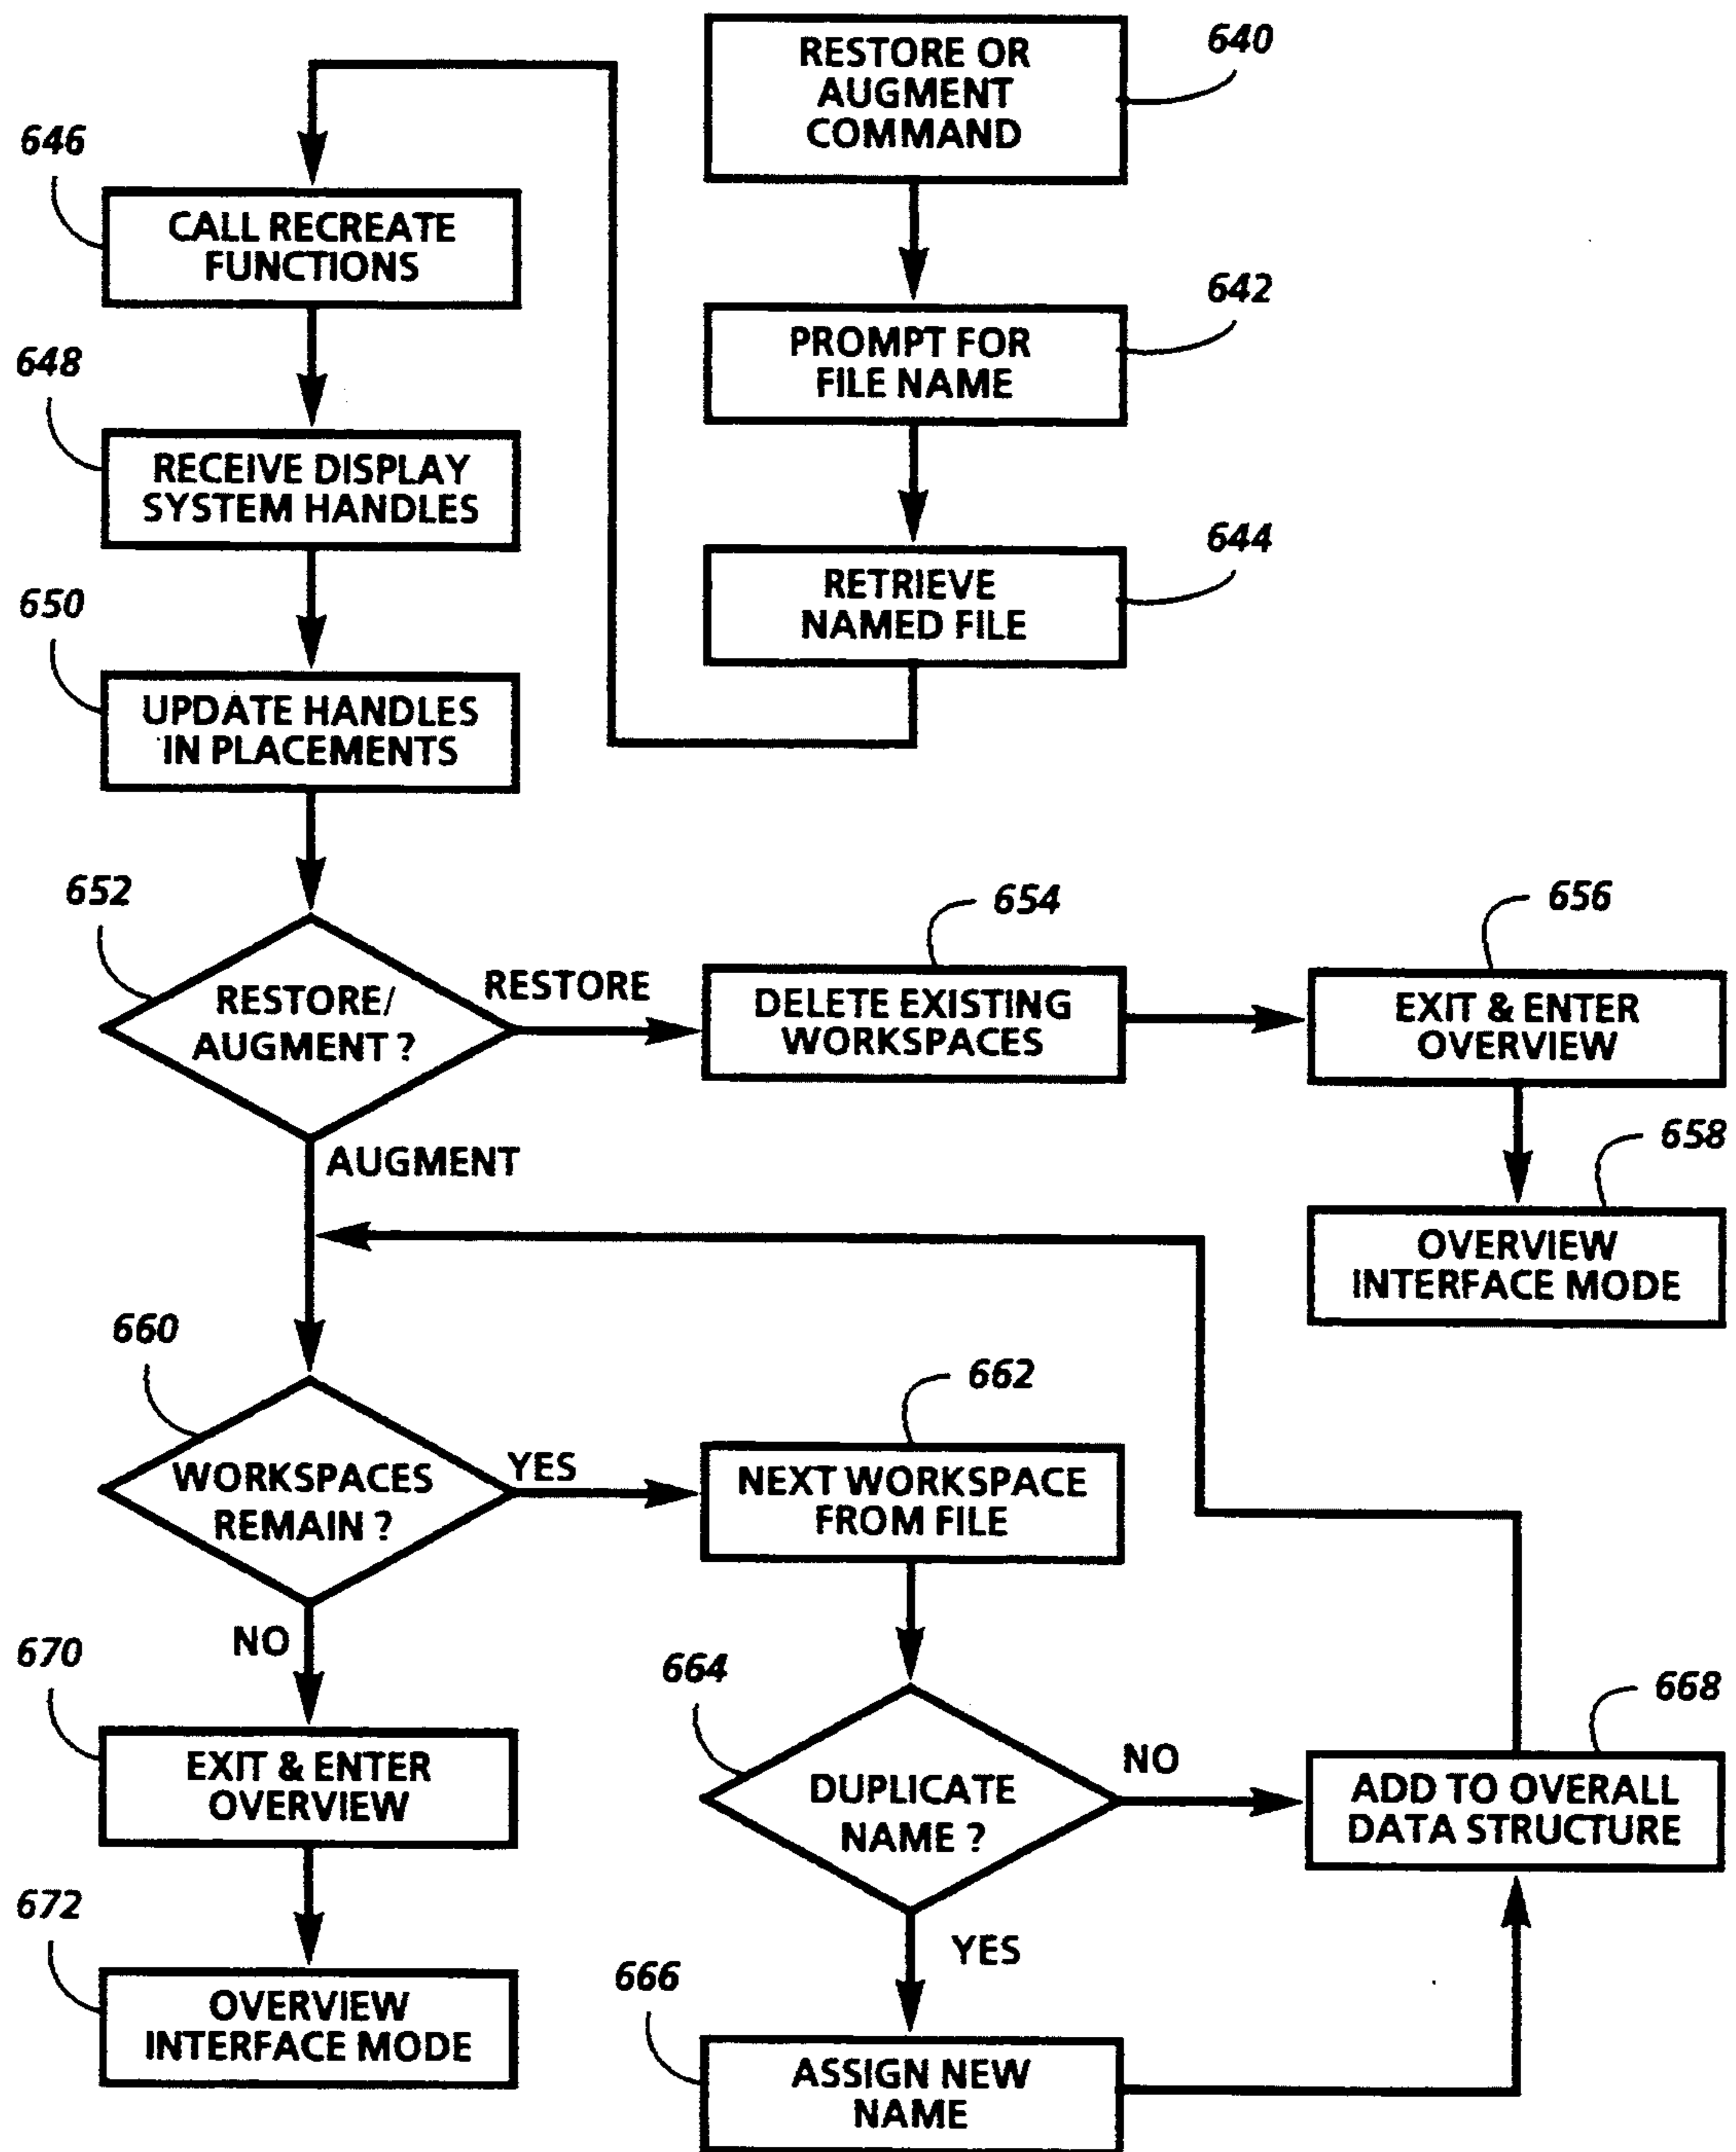 640
RESTORE OR
AUGMENT
COMMAND
646
CALL RECREATE
FUNCTIONS
642
PROMPT FOR
FILE NAME
648
RECEIVE DISPLAY
SYSTEM HANDLES
644
RETRIEVE
NAMED FILE
650
UPDATE HANDLES
IN PLACEMENTS
652
RESTORE/
AUGMENT ?
RESTORE
AUGMENT
654
DELETE EXISTING
WORKSPACES
656
EXIT & ENTER
OVERVIEW
658
OVERVIEW
INTERFACE MODE
660
WORKSPACES
REMAIN ?
YES
NO
662
NEXT WORKSPACE
FROM FILE
664
DUPLICATE
NAME ?
NO
YES
668
ADD TO OVERALL
DATA STRUCTURE
670
EXIT & ENTER
OVERVIEW
672
OVERVIEW
INTERFACE MODE
666
ASSIGN NEW
NAME